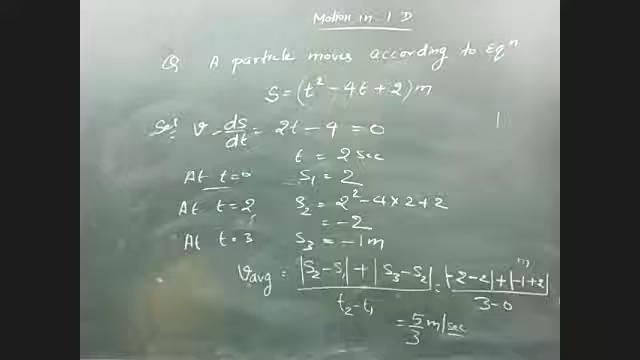 Motion in 1 D
Q A particle moves according to Eqⁿ
S = (t² - 4t + 2) m
Solⁿ: v = ds/dt = 2t - 4 = 0
t = 2 sec
At t = 0 S₁ = 2
At t = 2 S₂ = 2² - 4 × 2 + 2
= -2
At t = 3 S₃ = -1 m
v_avg = (|S₂ - S₁| + |S₃ - S₂|)/(t₂ - t₁) = (|-2 - 2| + |-1 + 2|)/(3 - 0) m
= 5/3 m/sec